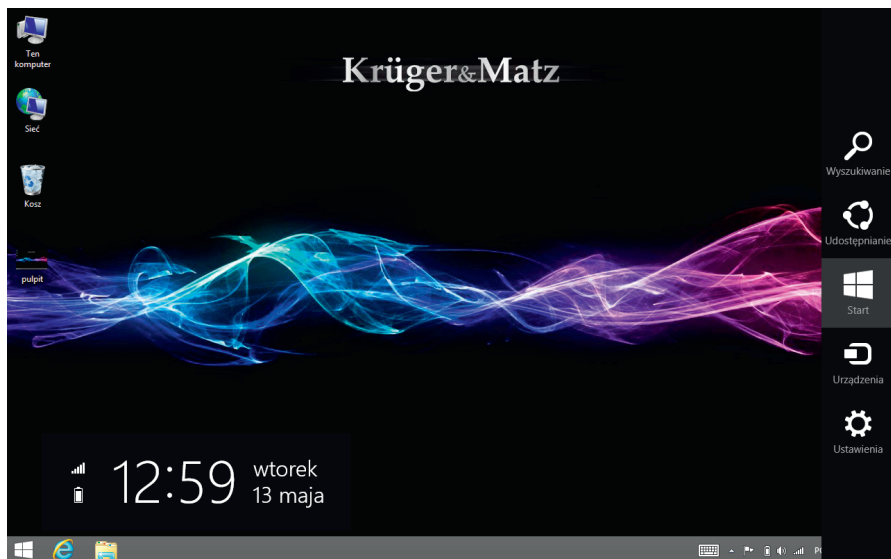 Ten
komputer
Krüger&Matz
Sieć
Kosz
pulpit
Wyszukiwanie
Udostępnianie
Start
Urządzenia
Ustawienia
12:59
wtorek
13 maja